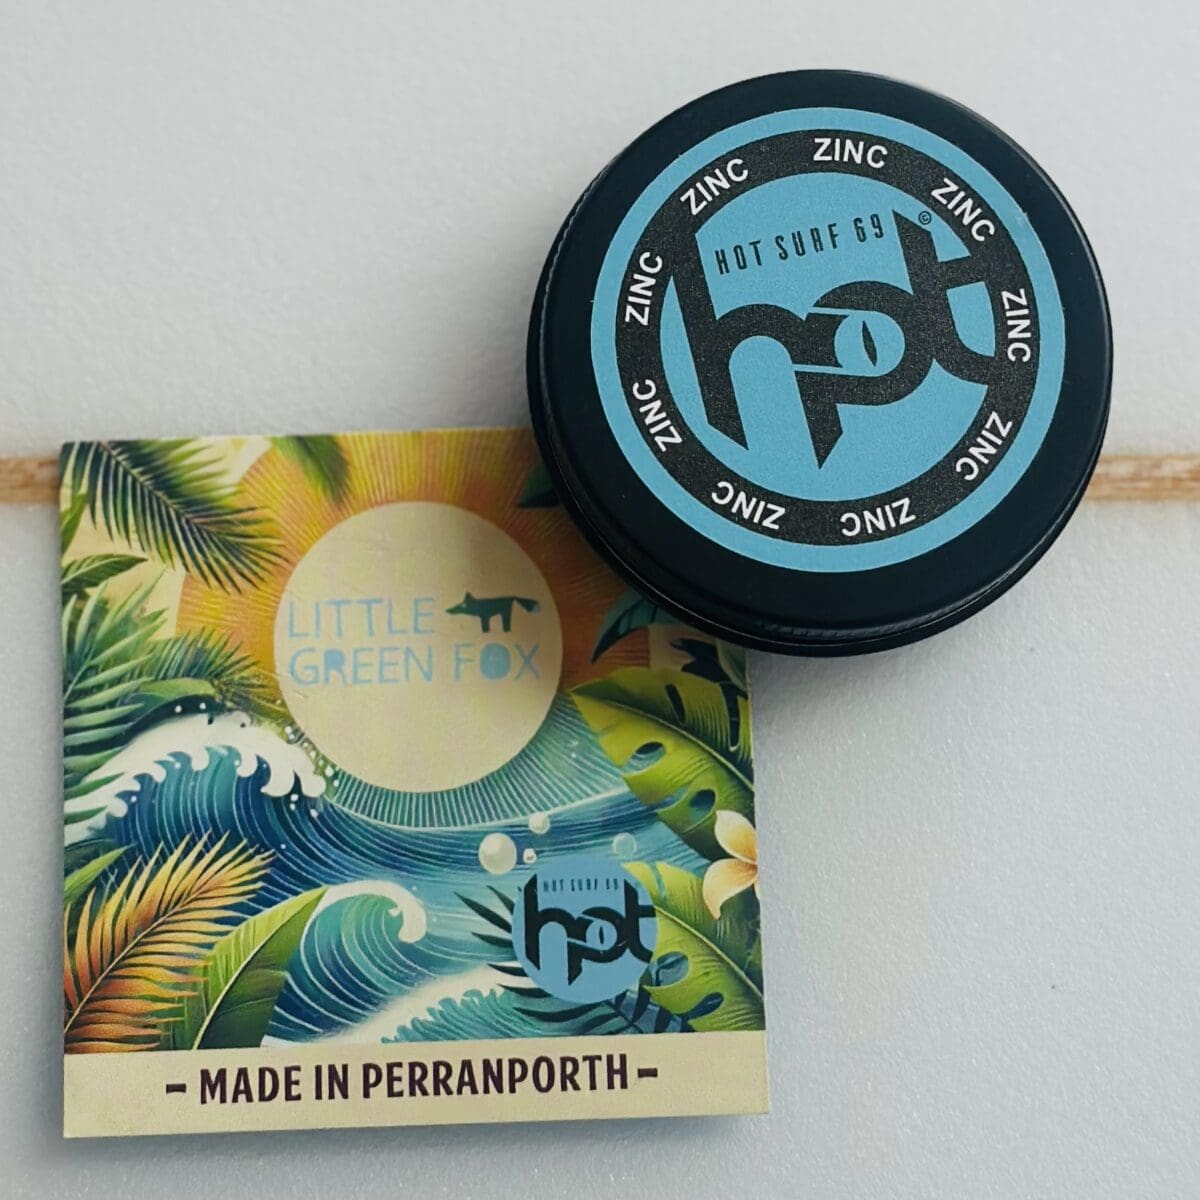 ZINC ZINC ZINC ZINC ZINC ZINC ZINC ZINC ZINC
HOT SURF 69 ©
hot
LITTLE
GREEN FOX
HOT SURF 69
hot
- MADE IN PERRANPORTH -